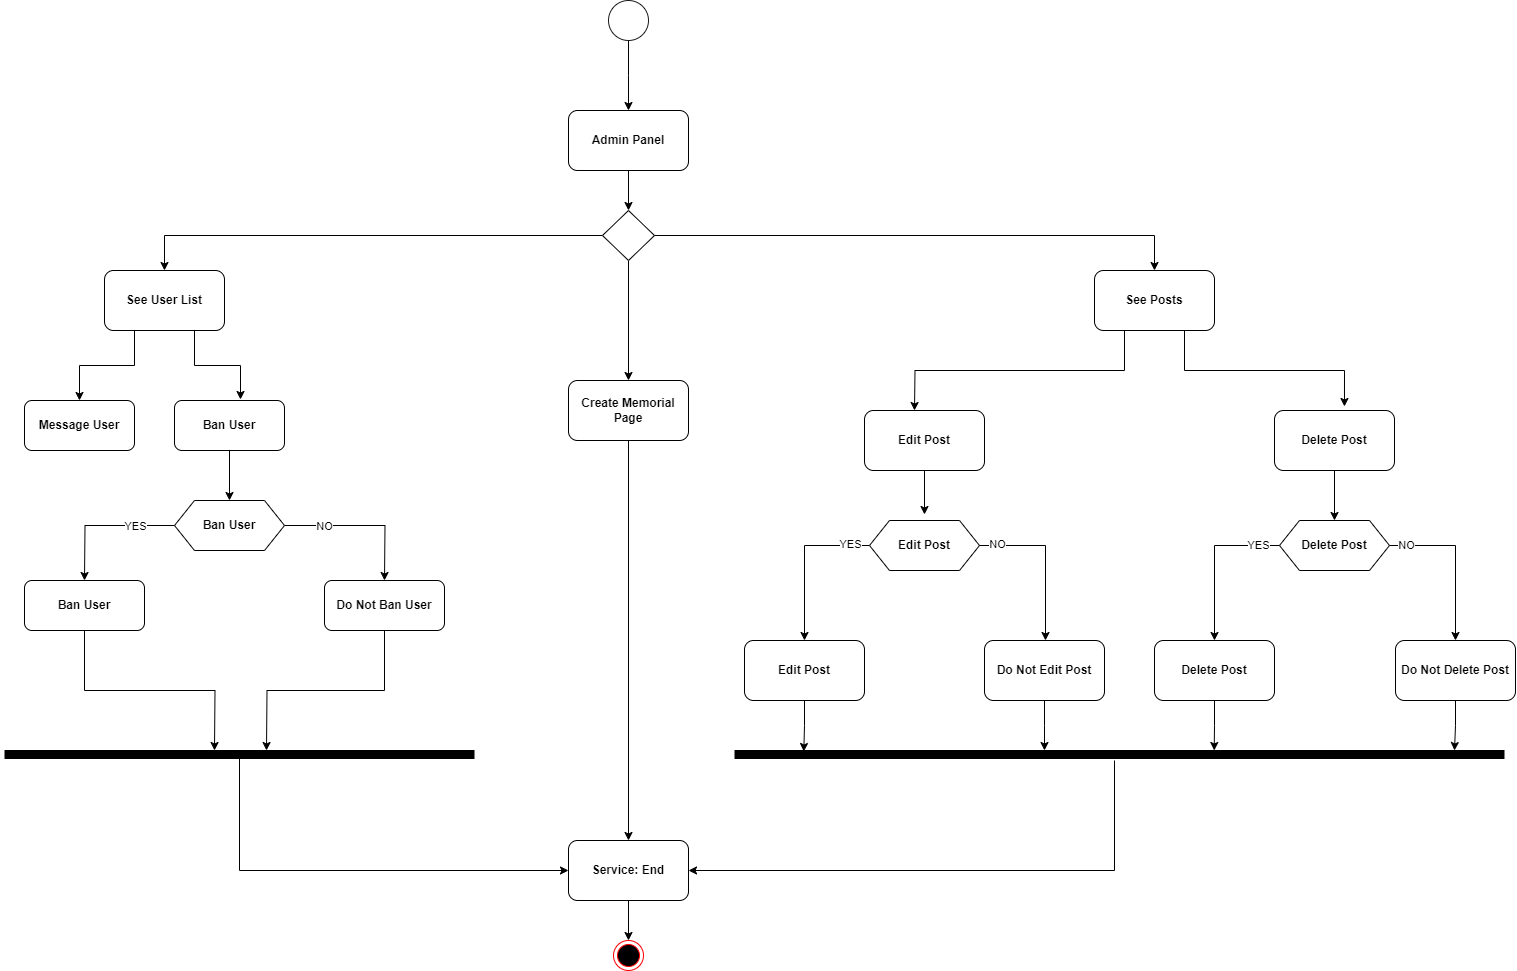 Admin Panel
See User List
See Posts
Create Memorial
Page
Message User
Ban User
Edit Post
Delete Post
YES
Ban User
NO
YES
Edit Post
NO
YES
Delete Post
NO
Ban User
Do Not Ban User
Edit Post
Do Not Edit Post
Delete Post
Do Not Delete Post
Service: End